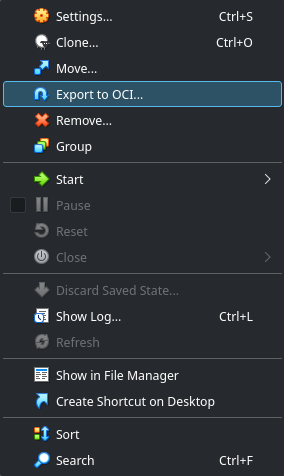 Settings... Ctrl+S
Clone... Ctrl+O
Move...
Export to OCI...
Remove...
Group
Start
Pause
Reset
Close
Discard Saved State...
Show Log... Ctrl+L
Refresh
Show in File Manager
Create Shortcut on Desktop
Sort
Search Ctrl+F